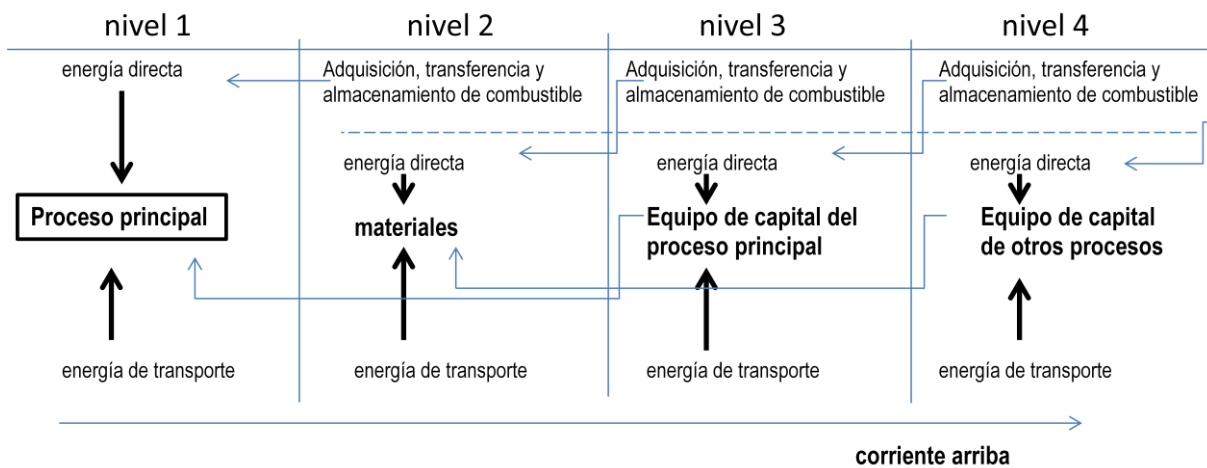 nivel 1
nivel 2
nivel 3
nivel 4
energía directa
Adquisición, transferencia y
almacenamiento de combustible
Adquisición, transferencia y
almacenamiento de combustible
Adquisición, transferencia y
almacenamiento de combustible
energía directa
energía directa
energía directa
Proceso principal
materiales
Equipo de capital del
proceso principal
Equipo de capital
de otros procesos
energía de transporte
energía de transporte
energía de transporte
energía de transporte
corriente arriba